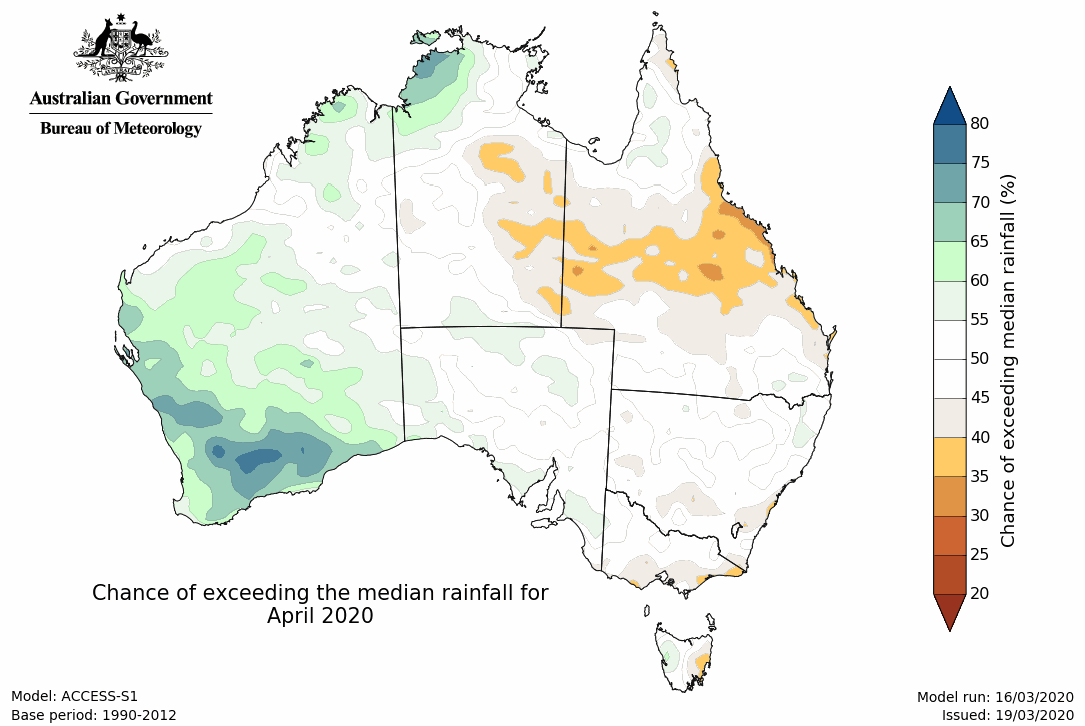 AUSTRALIA
Australian Government
Bureau of Meteorology
80
75
70
65
60
55
50
45
40
35
30
25
20
Chance of exceeding median rainfall (%)
Chance of exceeding the median rainfall for
April 2020
Model: ACCESS-S1
Base period: 1990-2012
Model run: 16/03/2020
Issued: 19/03/2020